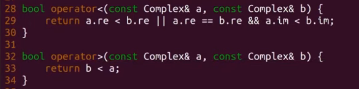 28 bool operator<(const Complex& a, const Complex& b) {
29     return a.re < b.re || a.re == b.re && a.im < b.im;
30 }
31
32 bool operator>(const Complex& a, const Complex& b) {
33     return b < a;
34 }